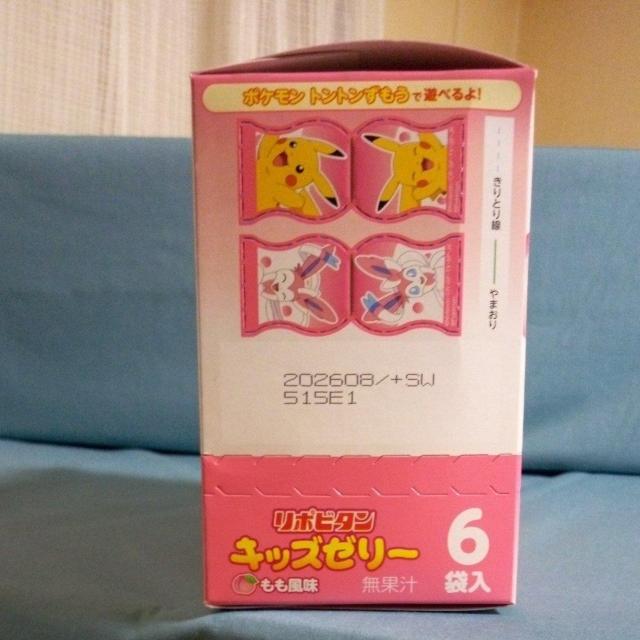 ポケモン トントンずもうで遊べるよ!
きりとり線
やまおり
202608/+SW
515E1
リポビタン
キッズゼリー
もも風味
無果汁
6
袋入